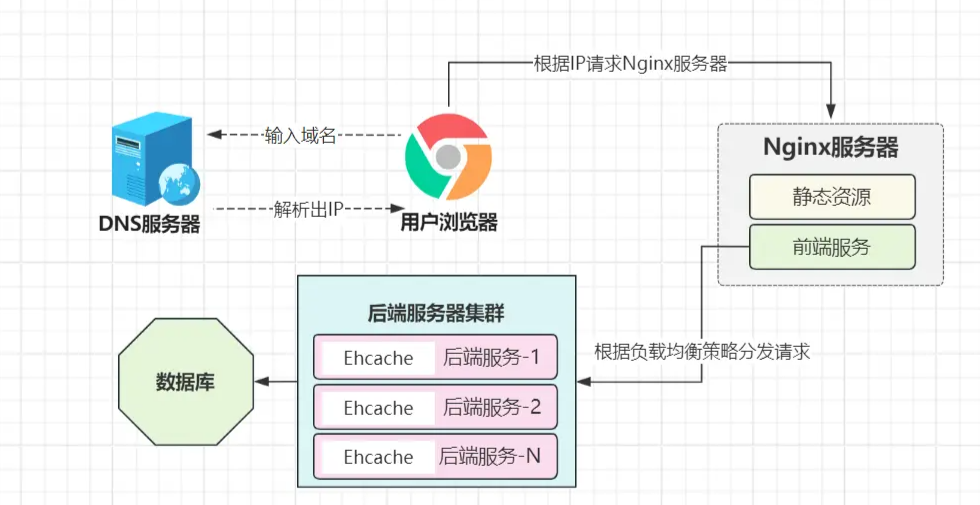 根据IP请求Nginx服务器
输入域名
解析出IP
DNS服务器
用户浏览器
Nginx服务器
静态资源
前端服务
根据负载均衡策略分发请求
后端服务器集群
Ehcache 后端服务-1
Ehcache 后端服务-2
Ehcache 后端服务-N
数据库